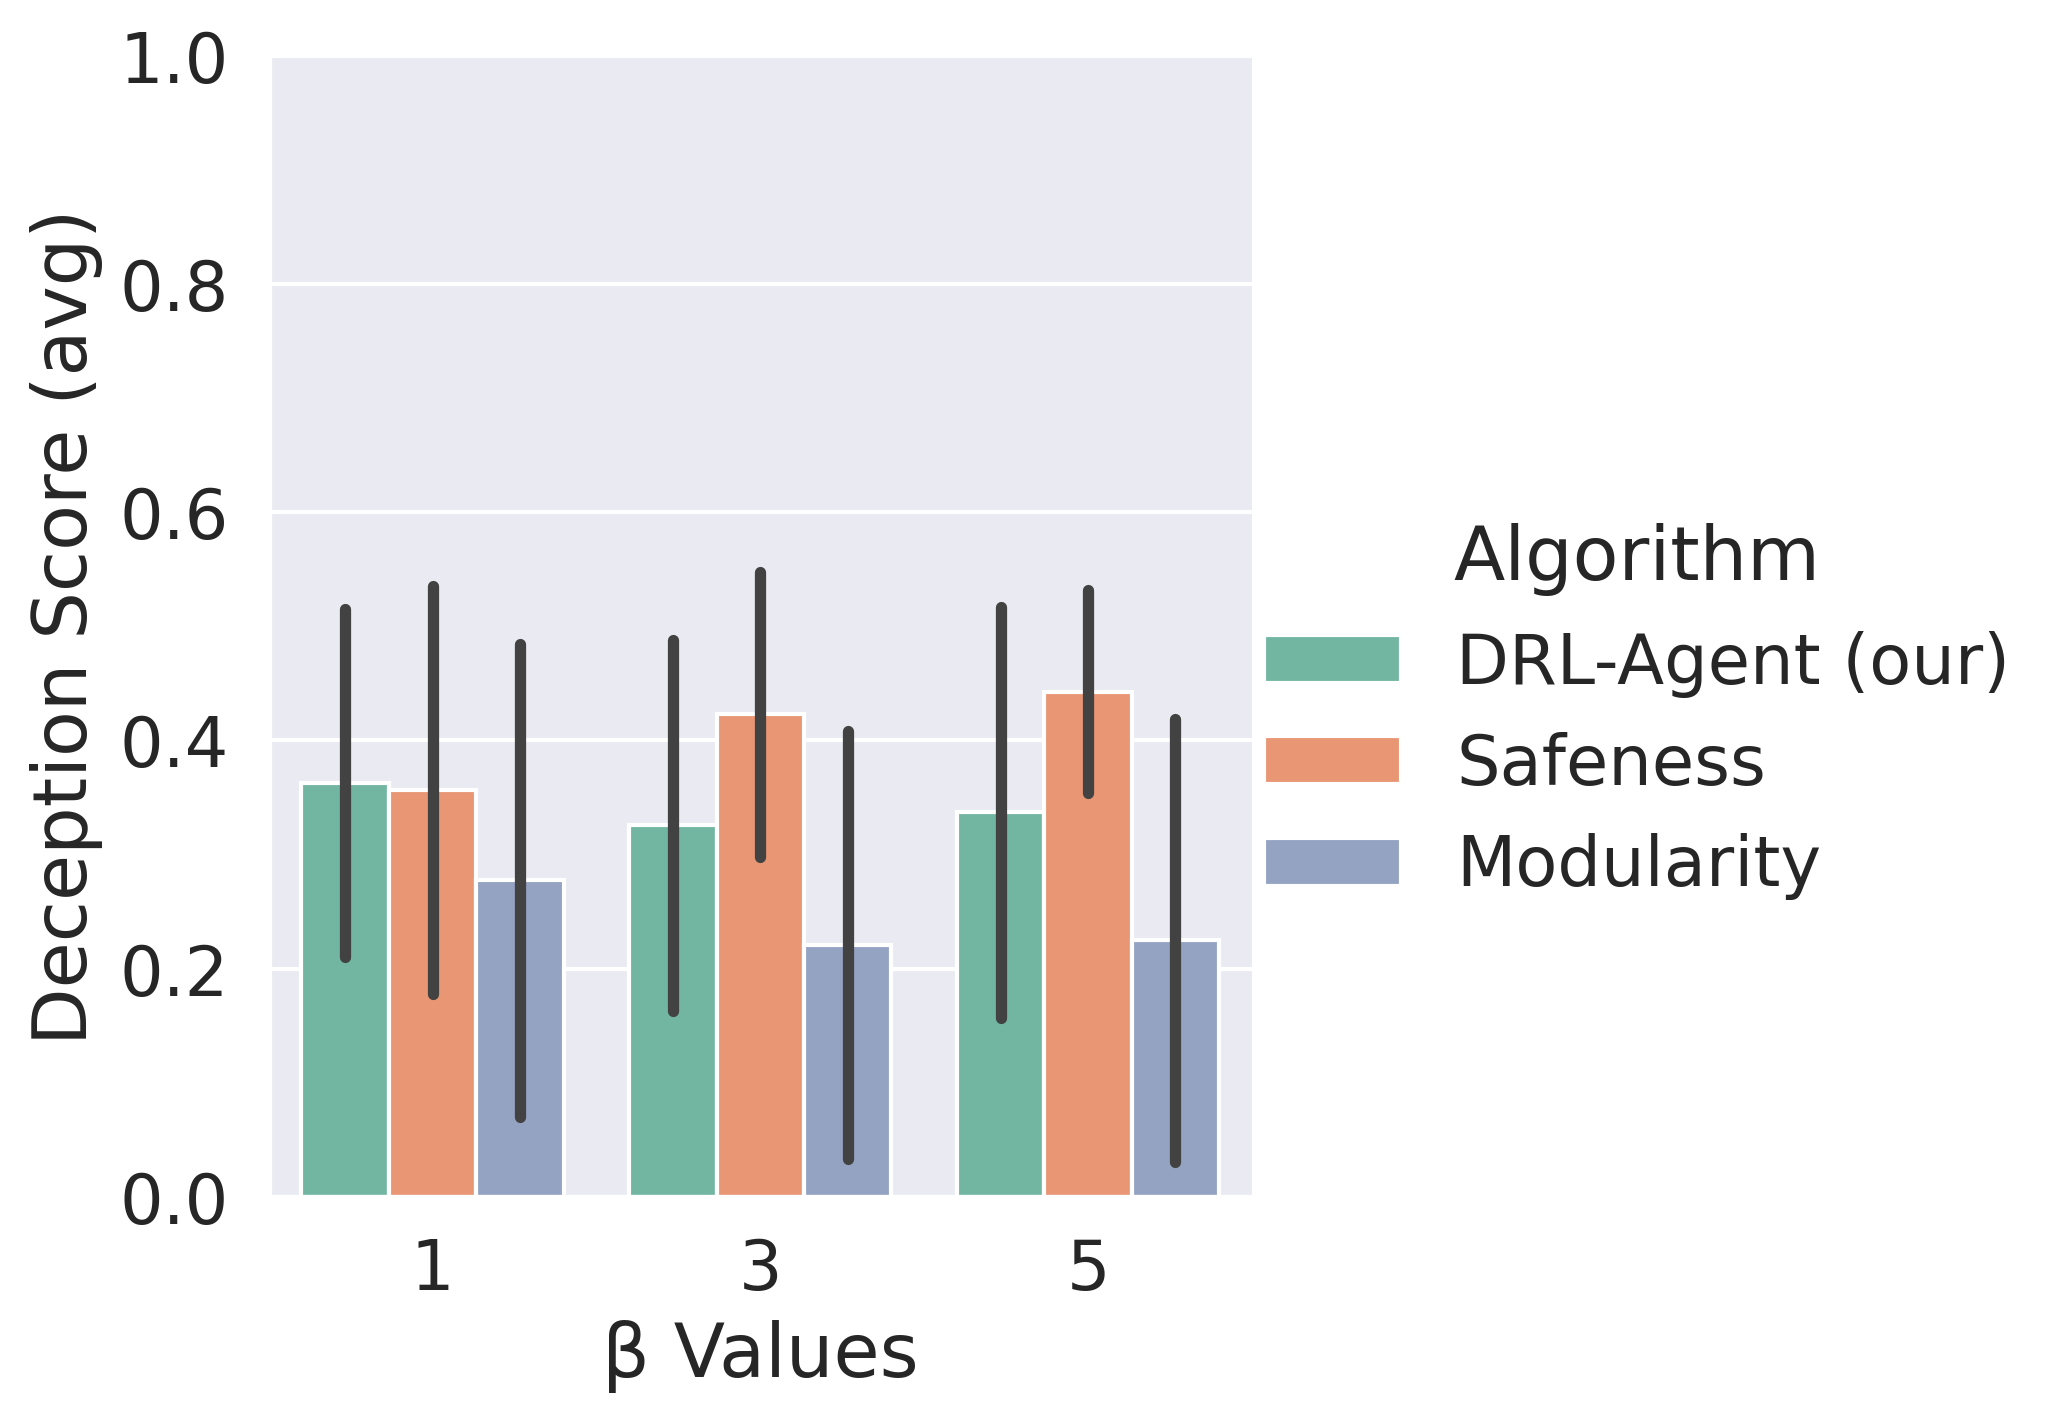 1.0
0.8
0.6
0.4
0.2
0.0
Deception Score (avg)
1 3 5
β Values
Algorithm
DRL-Agent (our)
Safeness
Modularity